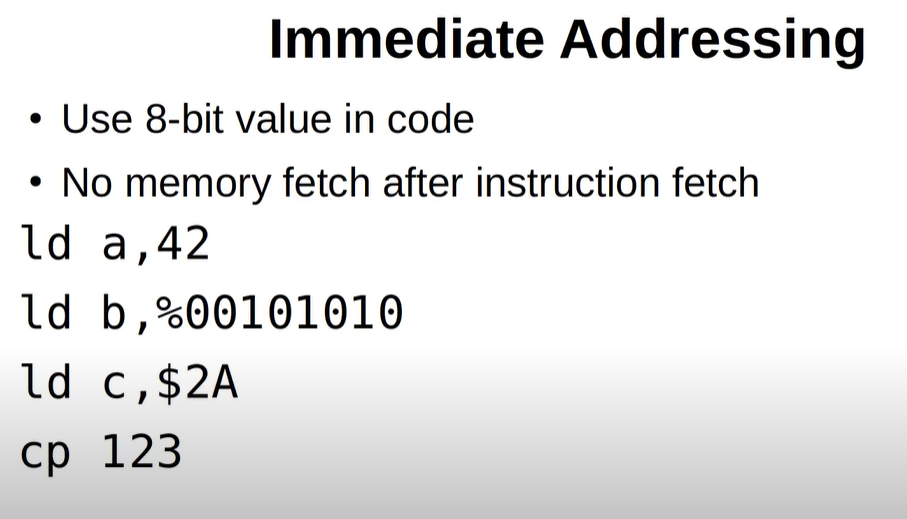 Immediate Addressing
• Use 8-bit value in code
• No memory fetch after instruction fetch
ld a,42
ld b,%00101010
ld c,$2A
cp 123